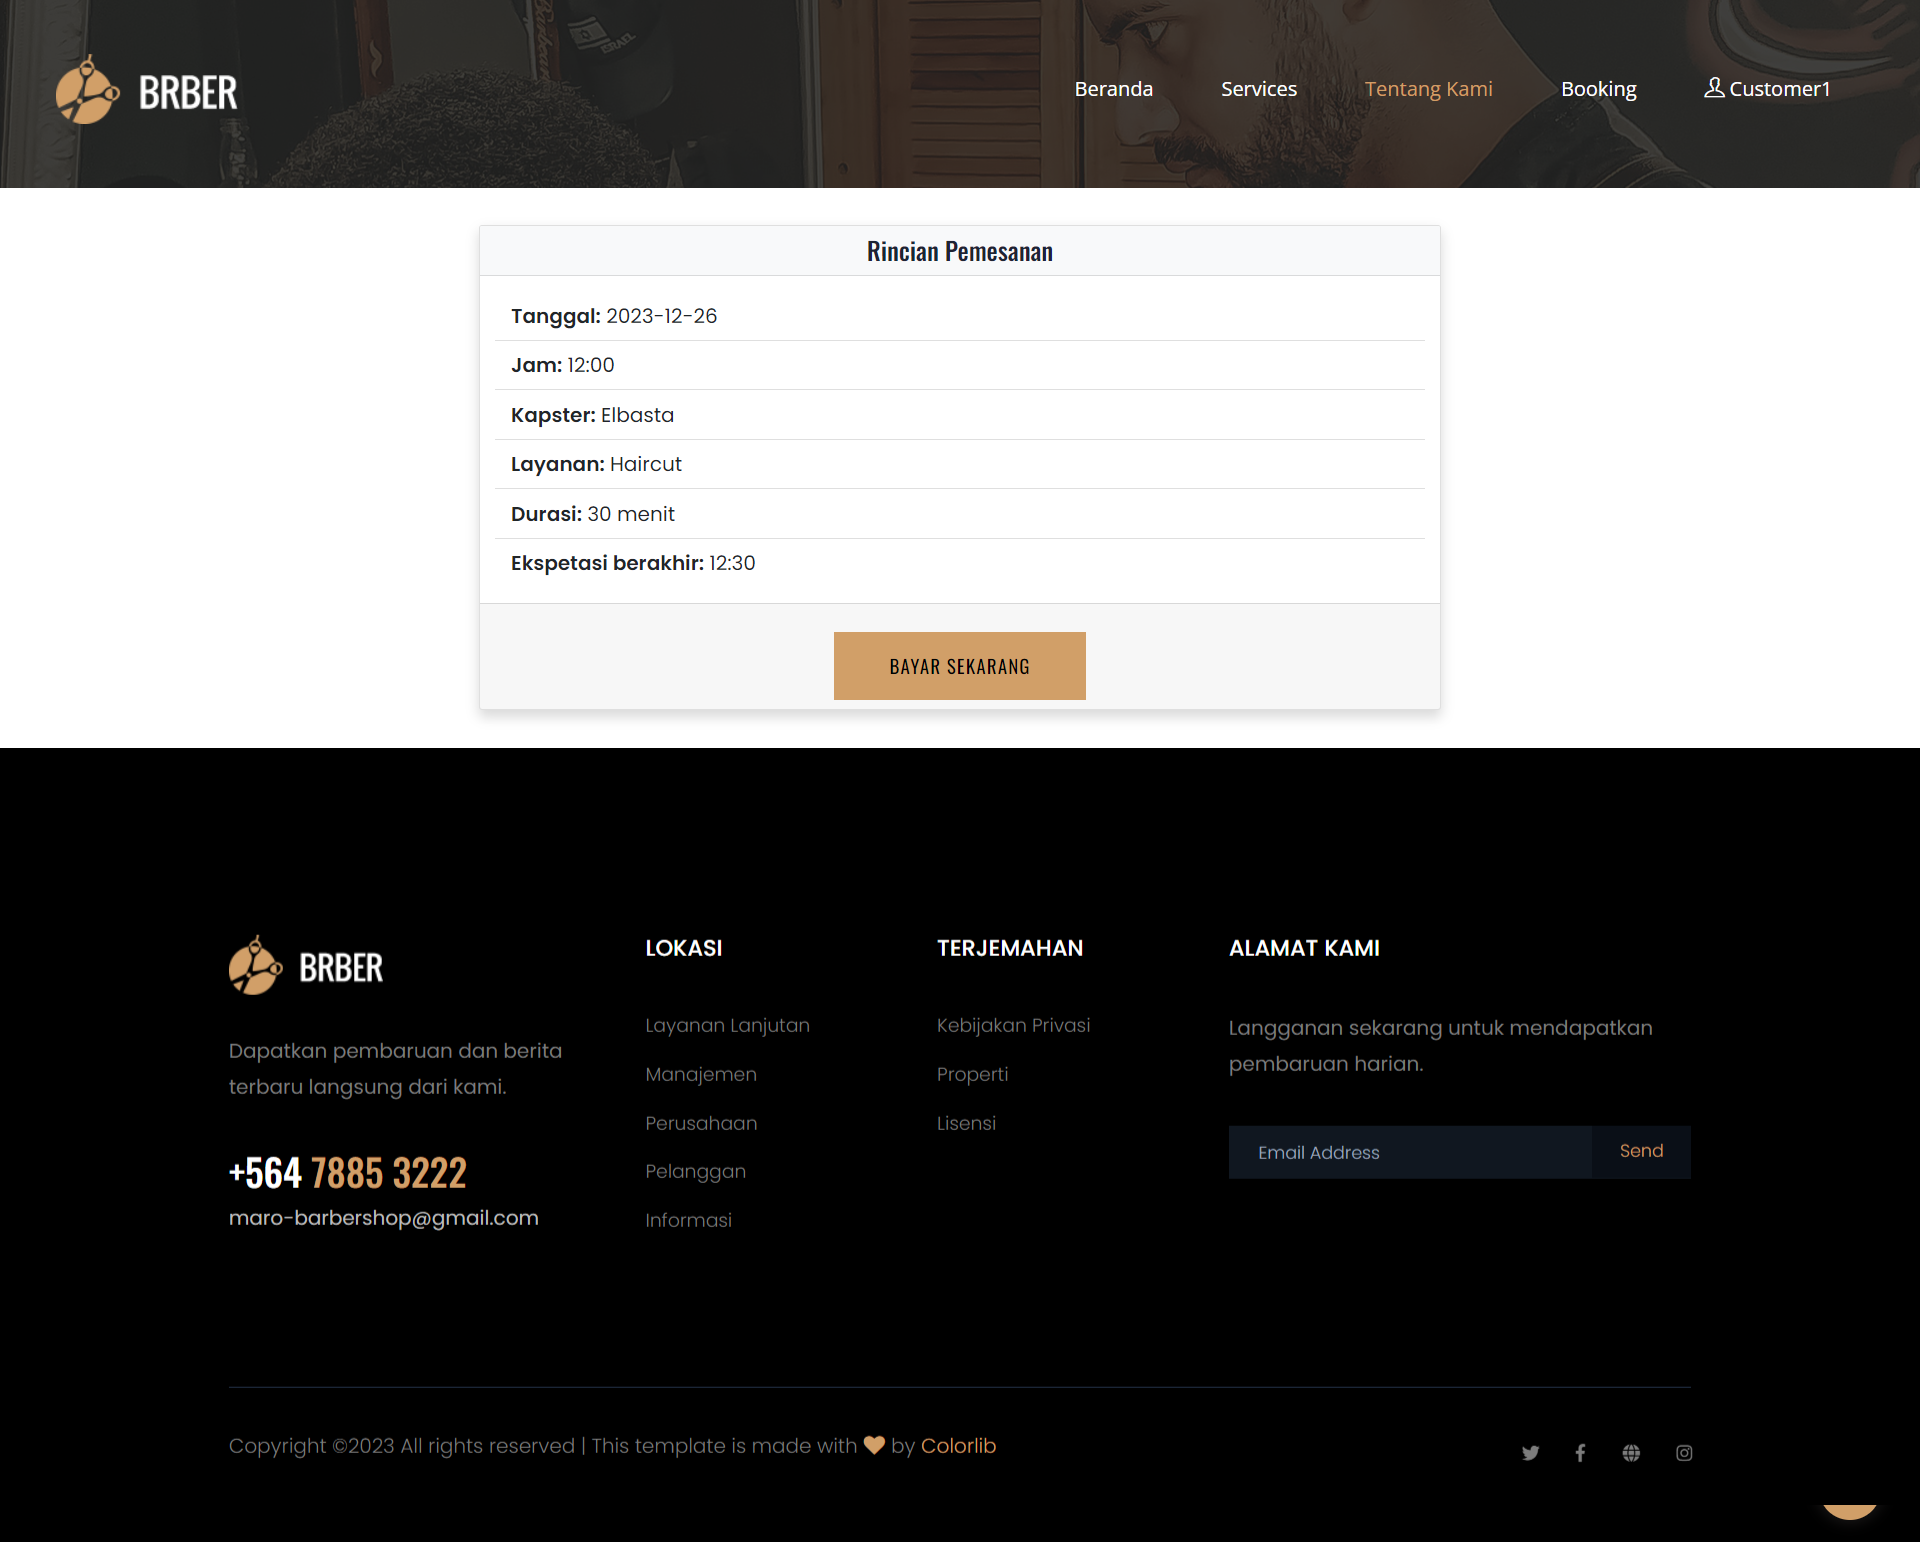 BRBER
Beranda
Services
Tentang Kami
Booking
Customer1
ISRAEL
Rincian Pemesanan
Tanggal: 2023-12-26
Jam: 12:00
Kapster: Elbasta
Layanan: Haircut
Durasi: 30 menit
Ekspetasi berakhir: 12:30
BAYAR SEKARANG
BRBER
Dapatkan pembaruan dan berita
terbaru langsung dari kami.
+564 7885 3222
maro-barbershop@gmail.com
LOKASI
Layanan Lanjutan
Manajemen
Perusahaan
Pelanggan
Informasi
TERJEMAHAN
Kebijakan Privasi
Properti
Lisensi
ALAMAT KAMI
Langganan sekarang untuk mendapatkan
pembaruan harian.
Email Address
Send
Copyright ©2023 All rights reserved | This template is made with by Colorlib